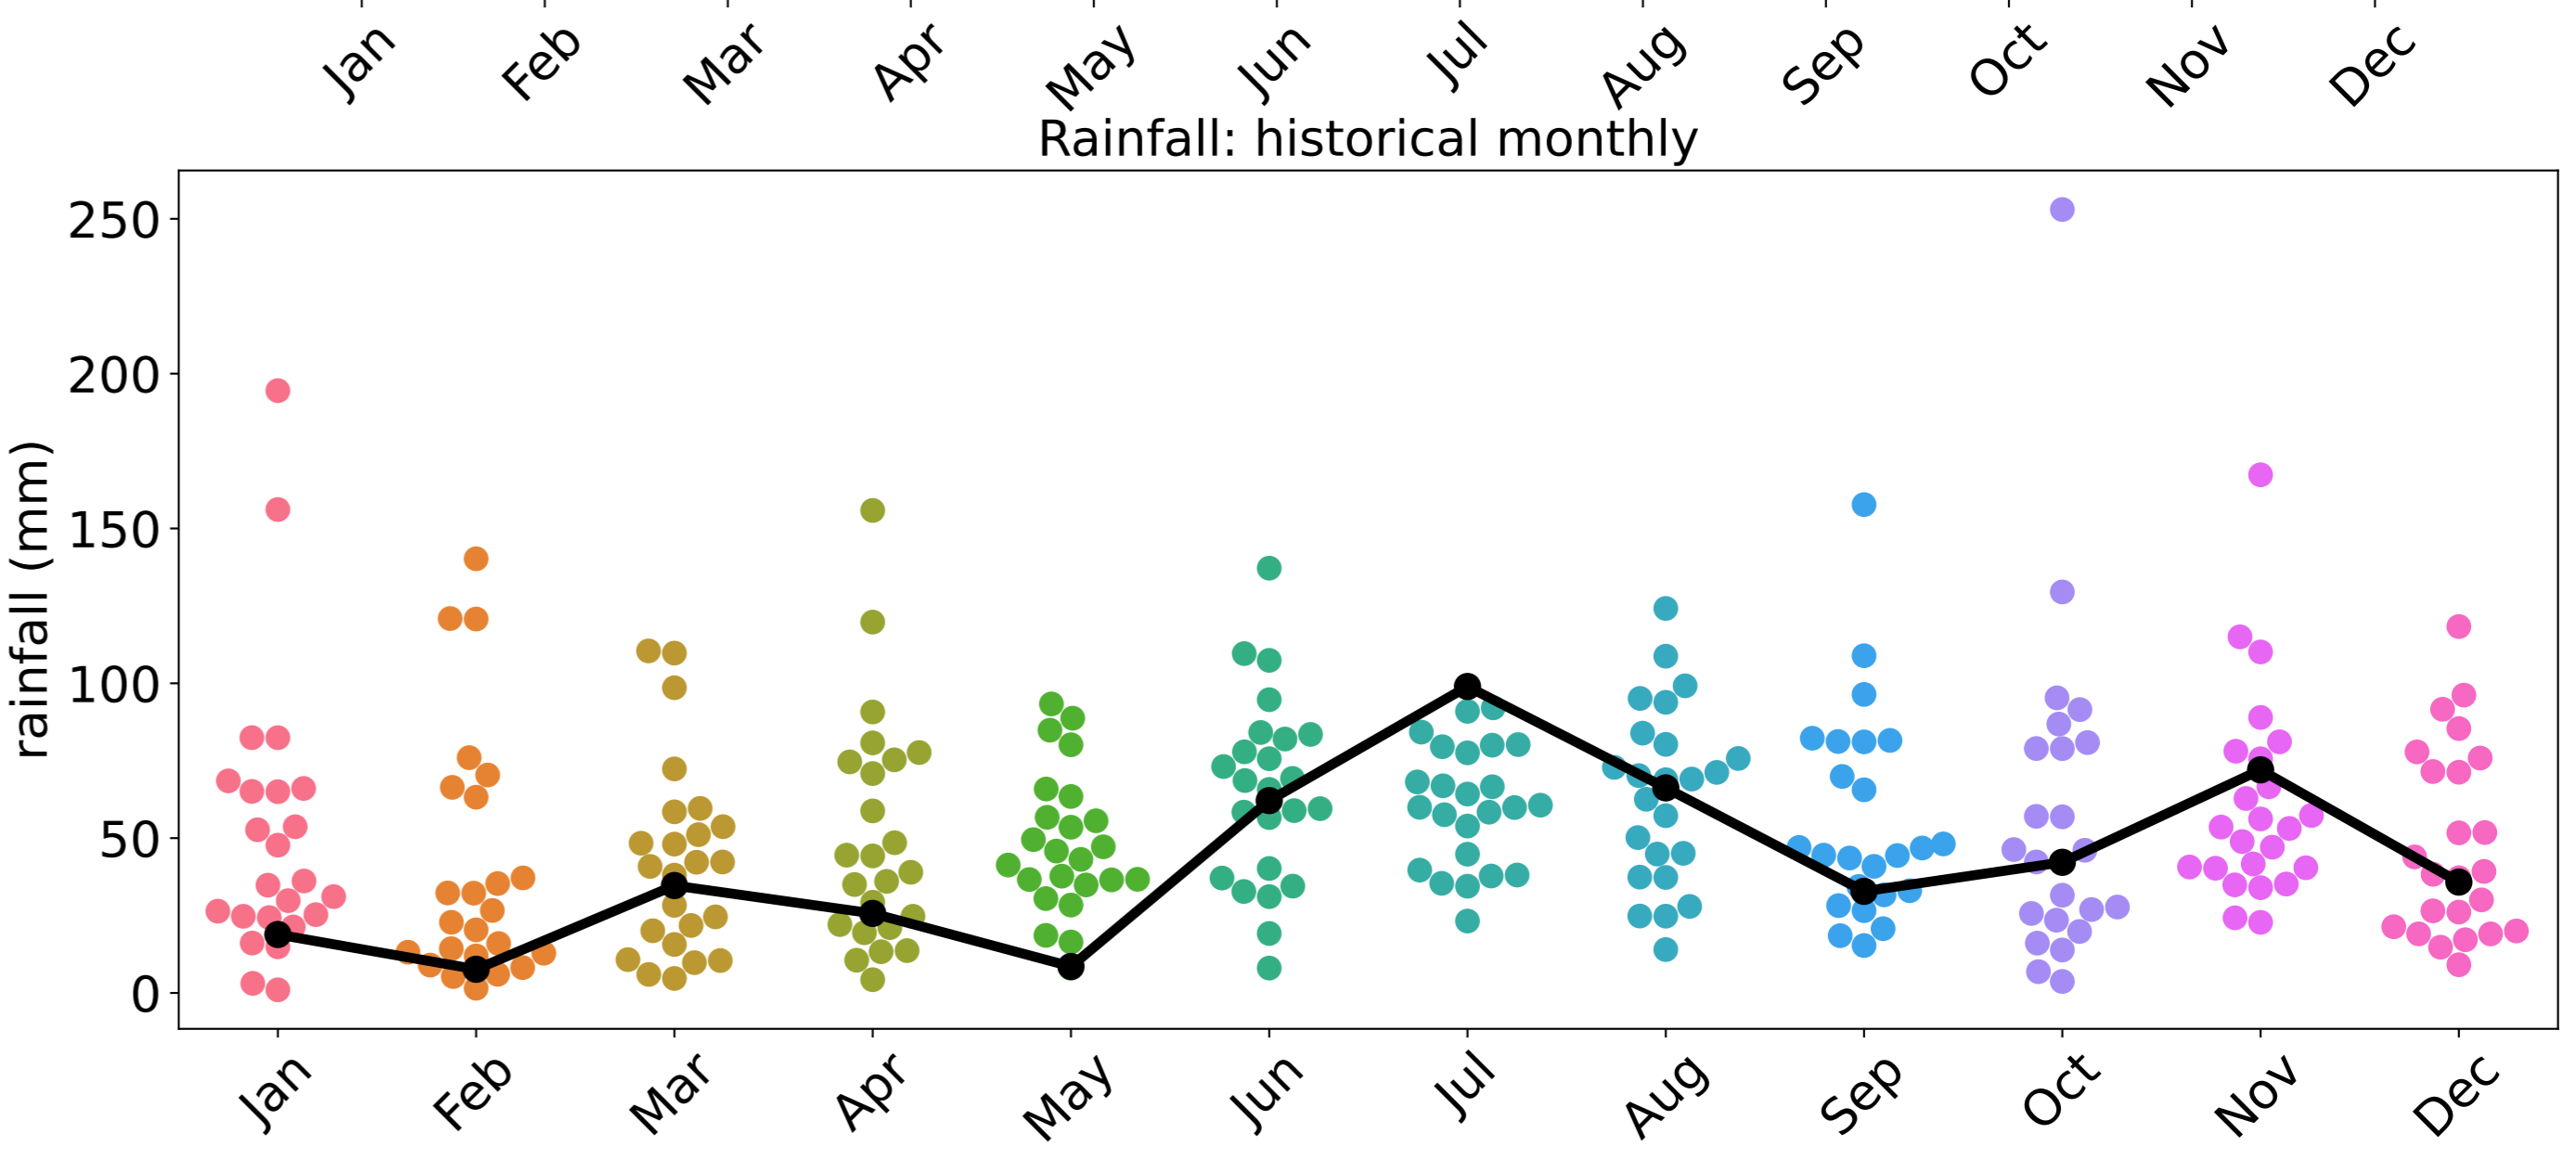 Jan Feb Mar Apr May Jun Jul Aug Sep Oct Nov Dec
Rainfall: historical monthly
250
200
150
100
50
0
rainfall (mm)
Jan Feb Mar Apr May Jun Jul Aug Sep Oct Nov Dec